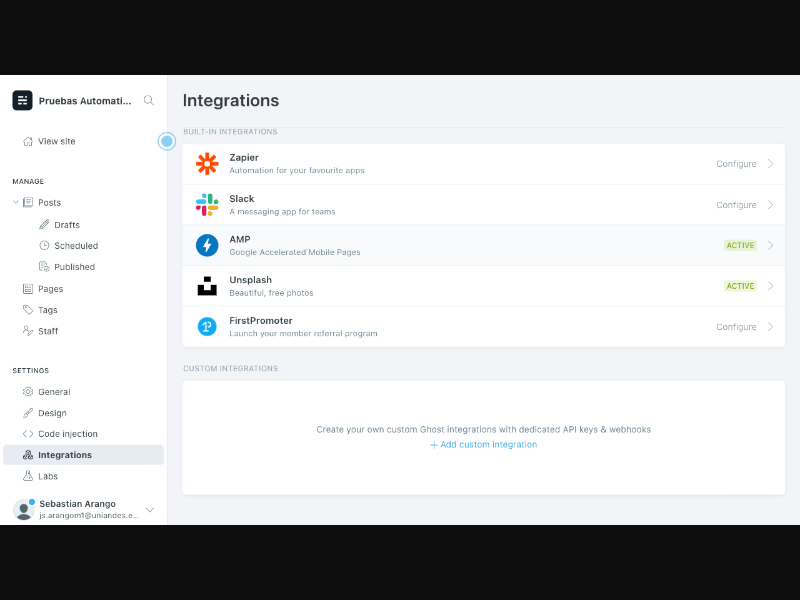 Pruebas Automati...
View site
MANAGE
Posts
Drafts
Scheduled
Published
Pages
Tags
Staff
SETTINGS
General
Design
Code injection
Integrations
Labs
Sebastian Arango
js.arangom1@uniandes.e...
Integrations
BUILT-IN INTEGRATIONS
Zapier
Automation for your favourite apps
Configure
Slack
A messaging app for teams
Configure
AMP
Google Accelerated Mobile Pages
ACTIVE
Unsplash
Beautiful, free photos
ACTIVE
FirstPromoter
Launch your member referral program
Configure
CUSTOM INTEGRATIONS
Create your own custom Ghost integrations with dedicated API keys & webhooks
+ Add custom integration